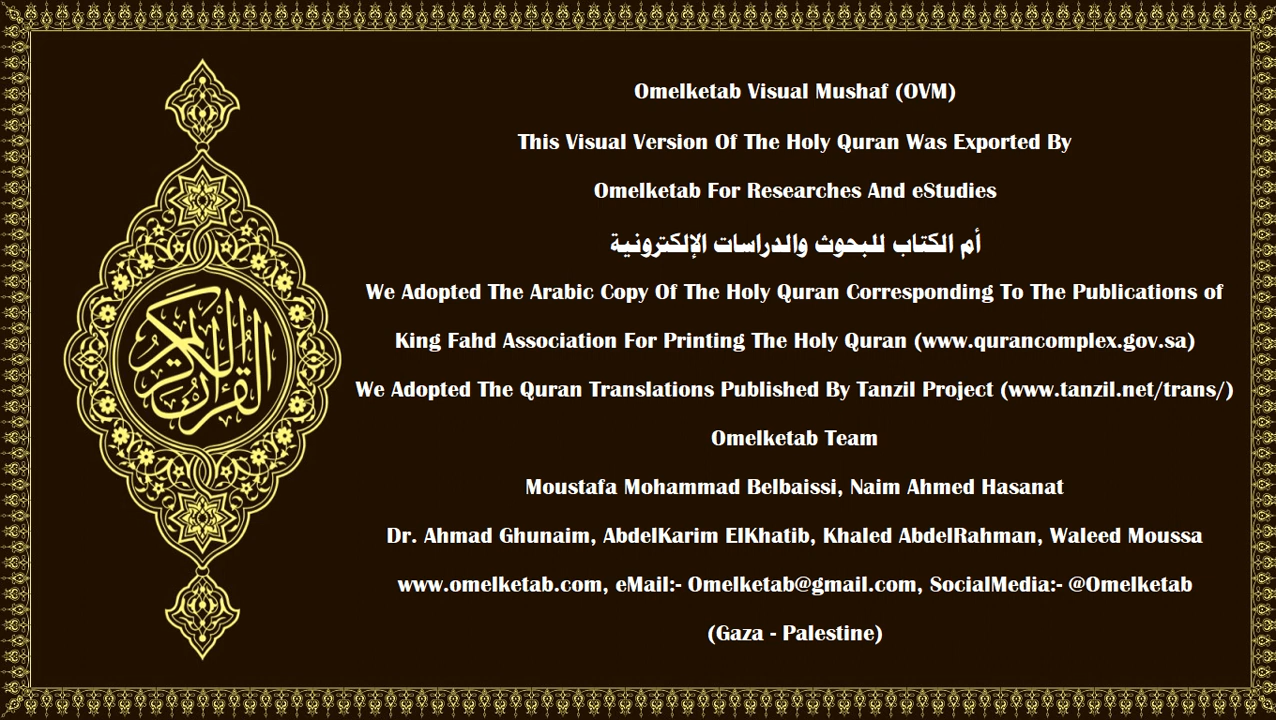 Omelketab Visual Mushaf (OVM)
This Visual Version Of The Holy Quran Was Exported By
Omelketab For Researches And eStudies
أم الكتاب للبحوث والدراسات الإلكترونية
We Adopted The Arabic Copy Of The Holy Quran Corresponding To The Publications of
King Fahd Association For Printing The Holy Quran (www.qurancomplex.gov.sa)
We Adopted The Quran Translations Published By Tanzil Project (www.tanzil.net/trans/)
Omelketab Team
Moustafa Mohammad Belbaissi, Naim Ahmed Hasanat
Dr. Ahmad Ghunaim, AbdelKarim ElKhatib, Khaled AbdelRahman, Waleed Moussa
www.omelketab.com, eMail:- Omelketab@gmail.com, SocialMedia:- @Omelketab
(Gaza - Palestine)
القرآن الكريم